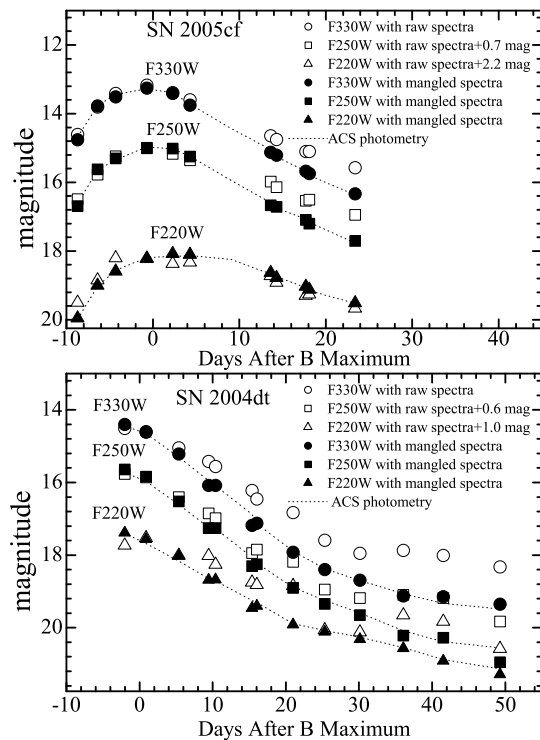 SN 2005cf
F330W with raw spectra
F250W with raw spectra+0.7 mag
F220W with raw spectra+2.2 mag
F330W with mangled spectra
F250W with mangled spectra
F220W with mangled spectra
ACS photometry
F330W
F250W
F220W
magnitude
12
14
16
18
20
-10 0 10 20 30 40
Days After B Maximum
SN 2004dt
F330W with raw spectra
F250W with raw spectra+0.6 mag
F220W with raw spectra+1.0 mag
F330W with mangled spectra
F250W with mangled spectra
F220W with mangled spectra
ACS photometry
F330W
F250W
F220W
magnitude
14
16
18
20
-10 0 10 20 30 40 50
Days After B Maximum